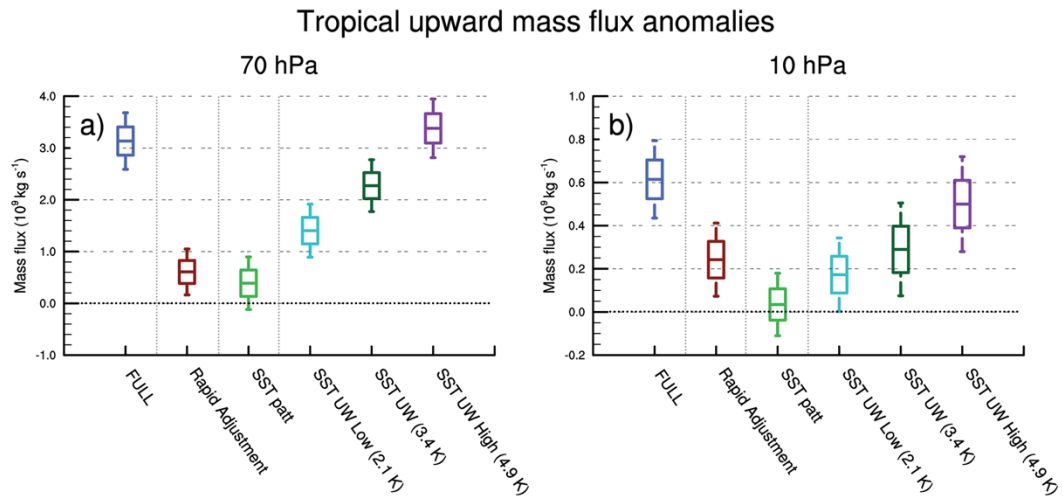 Tropical upward mass flux anomalies
70 hPa
a)
Mass flux (10⁹ kg s⁻¹)
4.0
3.0
2.0
1.0
0.0
-1.0
FULL
Rapid Adjustment
SST patt
SST UW Low (2.1 K)
SST UW (3.4 K)
SST UW High (4.9 K)
10 hPa
b)
Mass flux (10⁹ kg s⁻¹)
1.0
0.8
0.6
0.4
0.2
0.0
-0.2
FULL
Rapid Adjustment
SST patt
SST UW Low (2.1 K)
SST UW (3.4 K)
SST UW High (4.9 K)